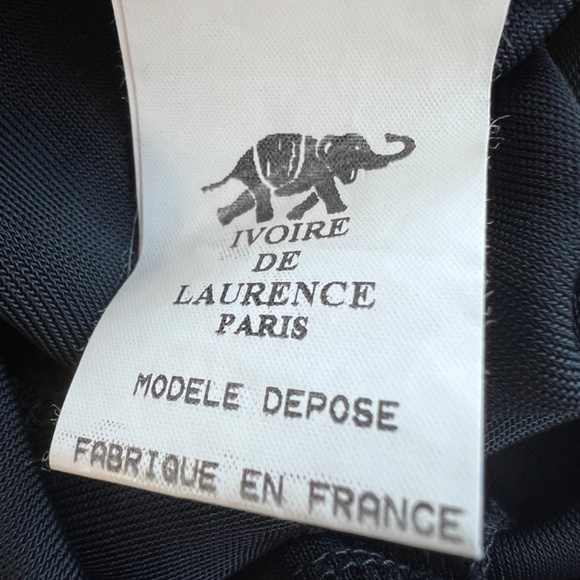 IVOIRE
DE
LAURENCE
PARIS
MODELE DEPOSE
FABRIQUE EN FRANCE